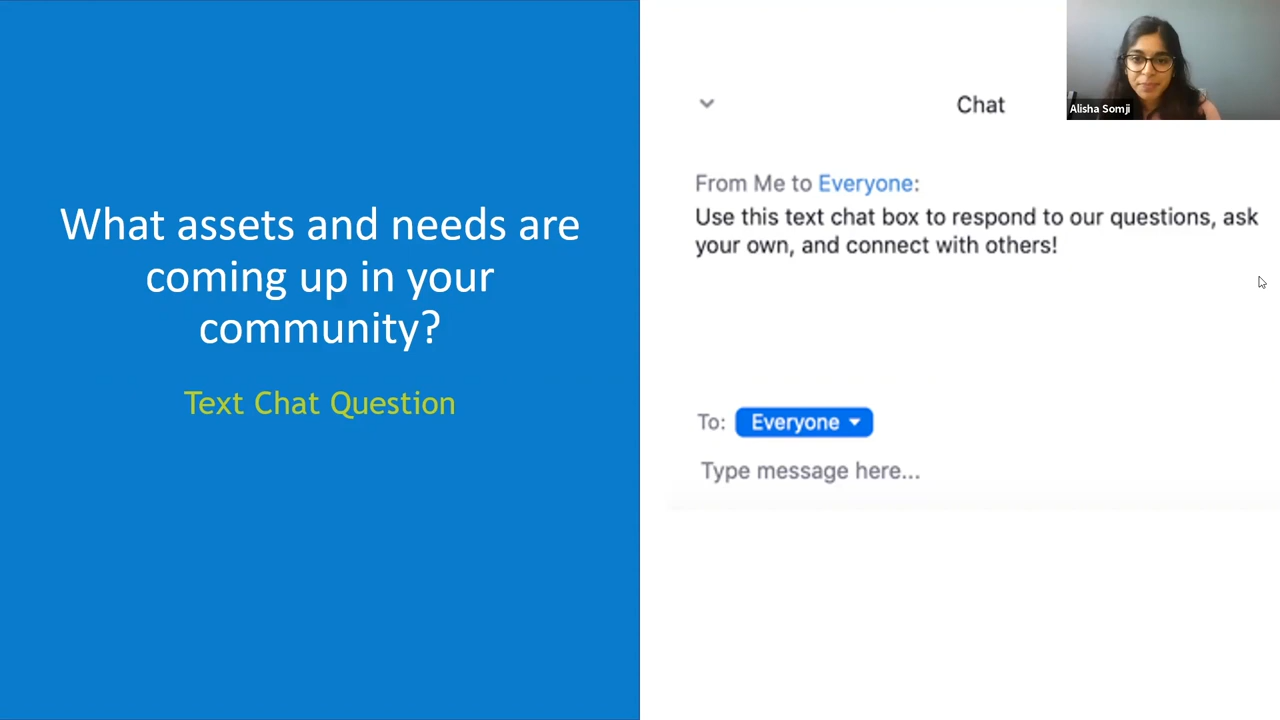 What assets and needs are
coming up in your
community?
Text Chat Question
Chat
From Me to Everyone:
Use this text chat box to respond to our questions, ask
your own, and connect with others!
To: Everyone
Type message here...
Alisha Somji